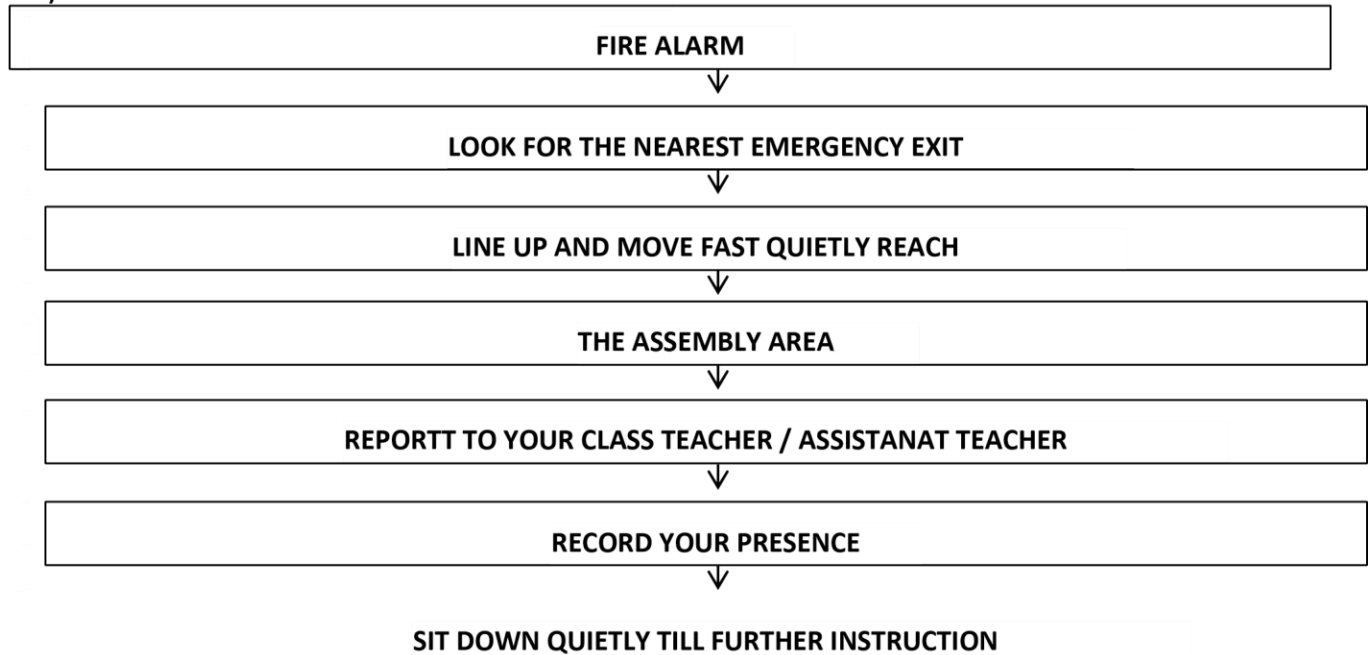 FIRE ALARM
LOOK FOR THE NEAREST EMERGENCY EXIT
LINE UP AND MOVE FAST QUIETLY REACH
THE ASSEMBLY AREA
REPORTT TO YOUR CLASS TEACHER / ASSISTANAT TEACHER
RECORD YOUR PRESENCE
SIT DOWN QUIETLY TILL FURTHER INSTRUCTION